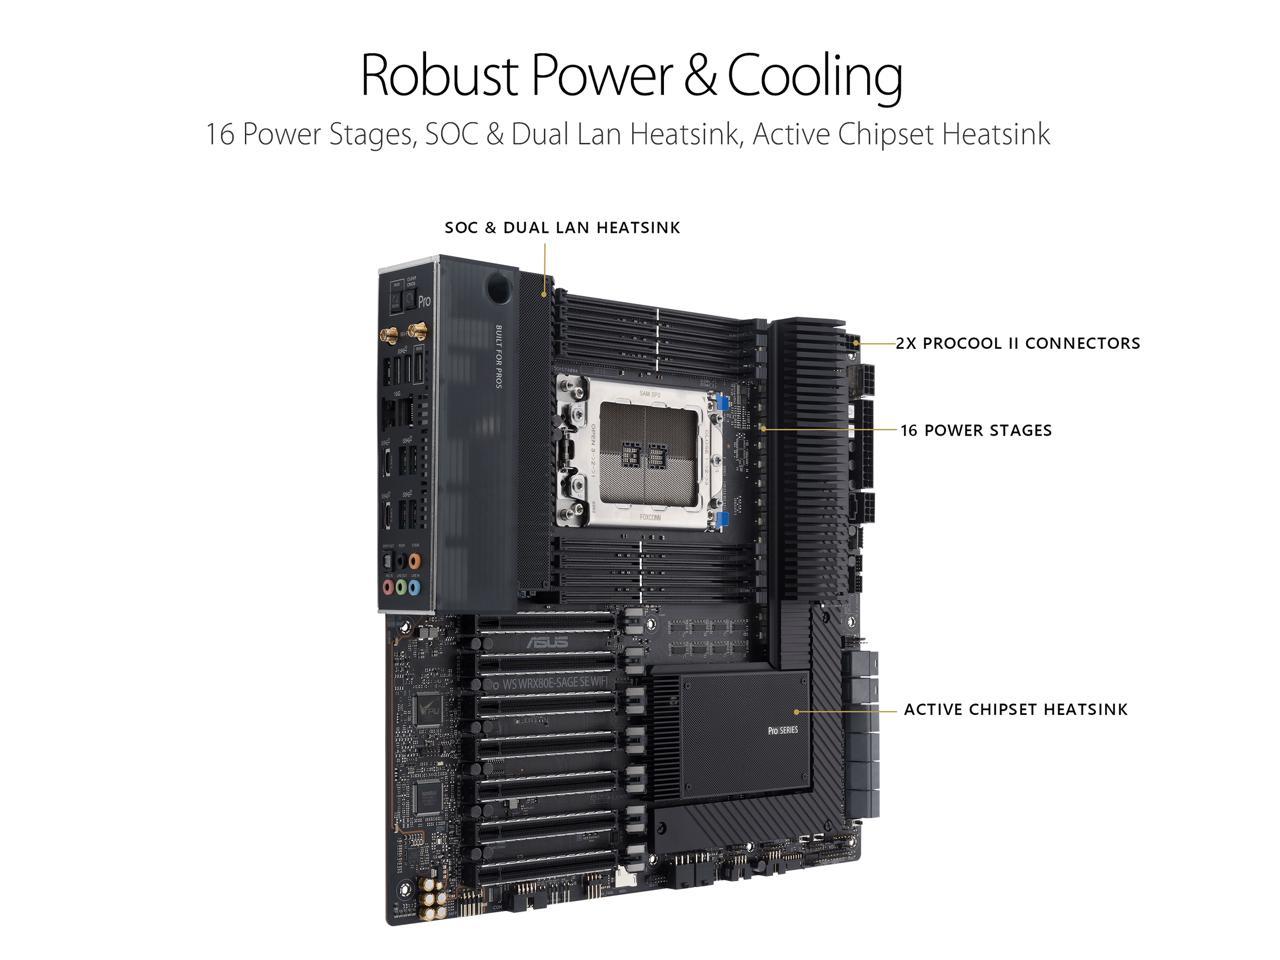 Robust Power & Cooling
16 Power Stages, SOC & Dual Lan Heatsink, Active Chipset Heatsink
SOC & DUAL LAN HEATSINK
Pro
BUILT FOR PROS
2X PROCOOL II CONNECTORS
16 POWER STAGES
FOXCONN
ASUS
WS WRX80E-SAGE SE WIFI
ACTIVE CHIPSET HEATSINK
Pro SERIES